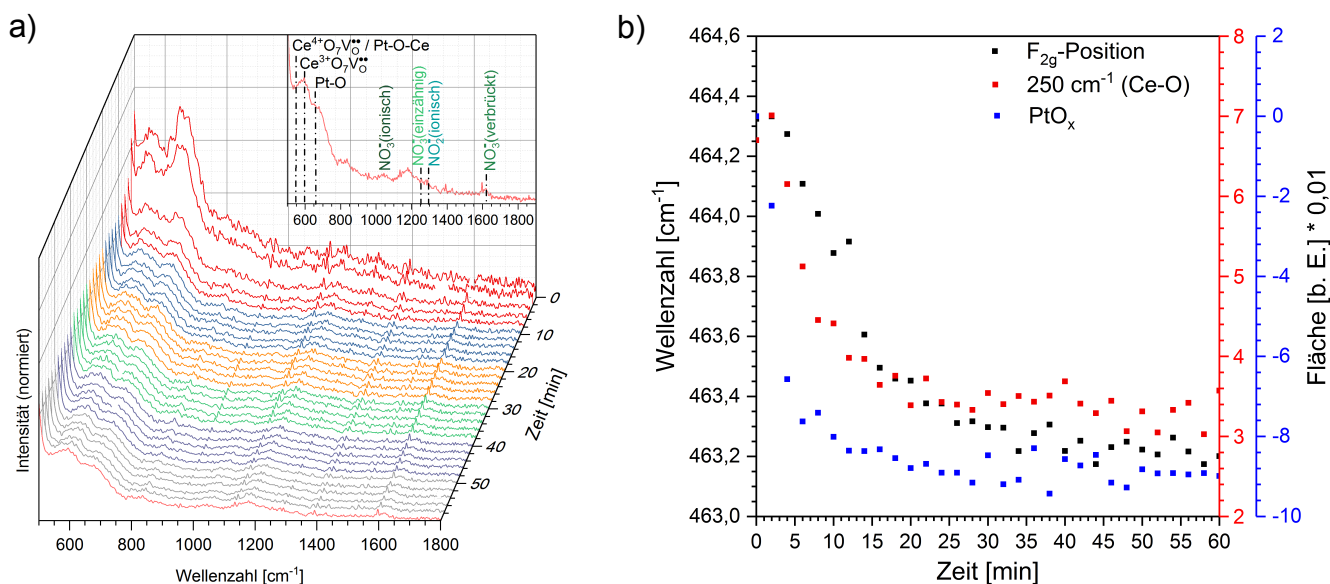 a)
Ce⁴⁺O₇V_O^•• / Pt-O-Ce
Ce³⁺O₇V_O^••
Pt-O
NO₃⁻(ionisch)
NO₃⁻(einzähnig)
NO₂⁻(ionisch)
NO₃⁻(verbrückt)
600 800 1000 1200 1400 1600 1800
Intensität (normiert)
0
10
20
30
40
50
Zeit [min]
600 800 1000 1200 1400 1600 1800
Wellenzahl [cm⁻¹]
b)
F₂g-Position
250 cm⁻¹ (Ce-O)
PtOₓ
464,6
464,4
464,2
464,0
463,8
463,6
463,4
463,2
463,0
Wellenzahl [cm⁻¹]
0 5 10 15 20 25 30 35 40 45 50 55 60
Zeit [min]
8
7
6
5
4
3
2
2
0
-2
-4
-6
-8
-10
Fläche [b. E.] * 0,01